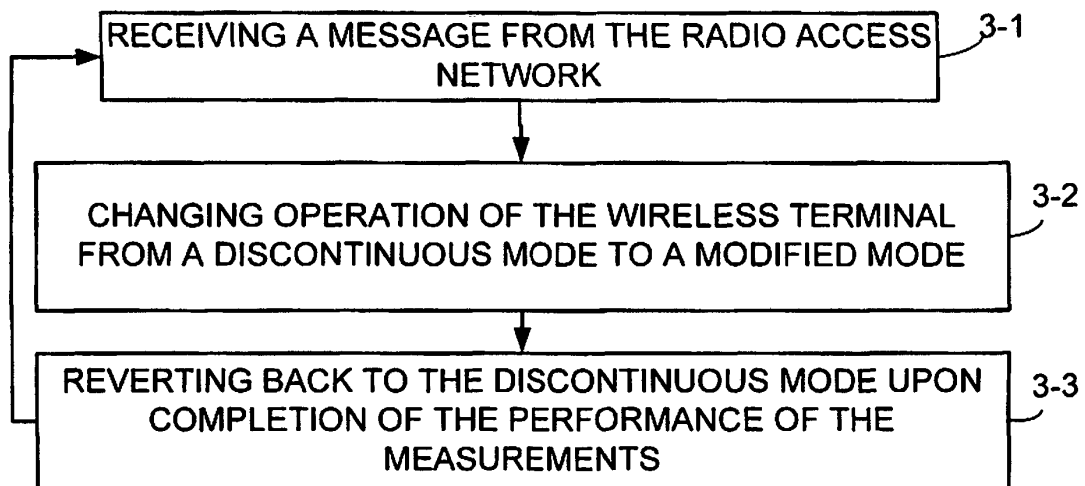 RECEIVING A MESSAGE FROM THE RADIO ACCESS
NETWORK
3-1
CHANGING OPERATION OF THE WIRELESS TERMINAL
FROM A DISCONTINUOUS MODE TO A MODIFIED MODE
3-2
REVERTING BACK TO THE DISCONTINUOUS MODE UPON
COMPLETION OF THE PERFORMANCE OF THE
MEASUREMENTS
3-3